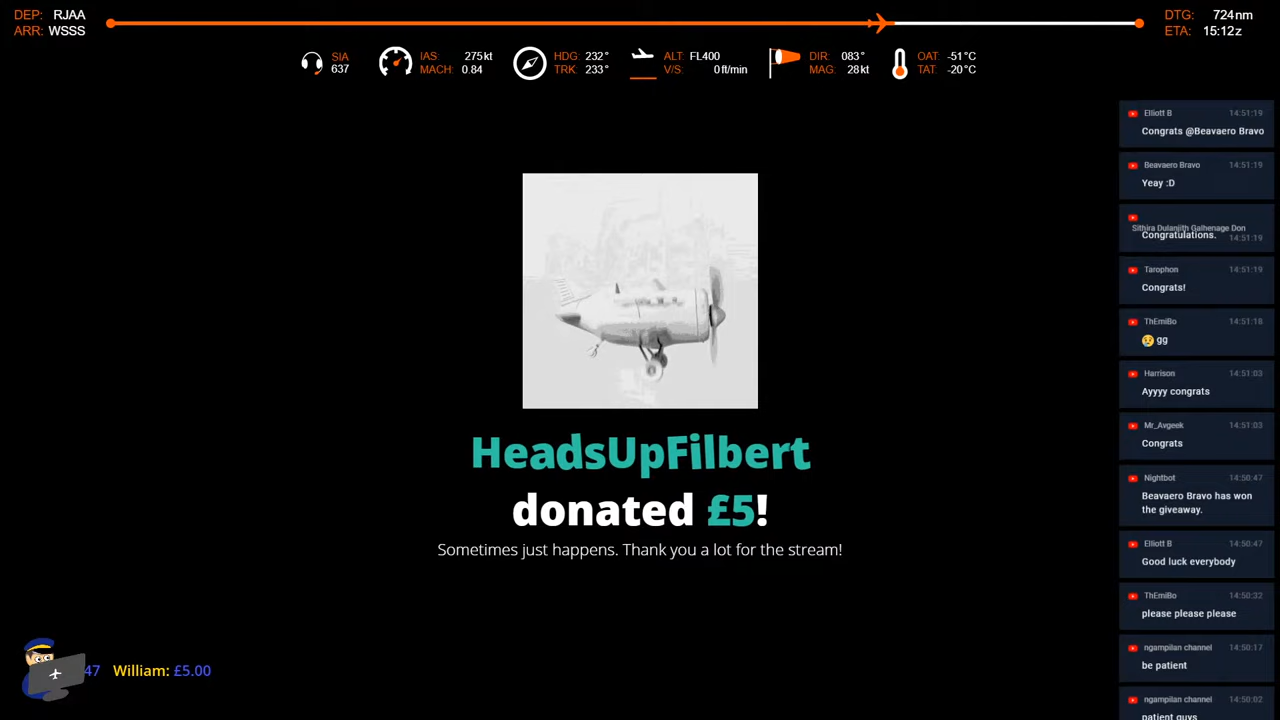 DEP: RJAA
ARR: WSSS
DTG: 724nm
ETA: 15:12z
SIA
637
IAS: 275kt
MACH: 0.84
HDG: 232°
TRK: 233°
ALT: FL400
V/S: 0ft/min
DIR: 083°
MAG: 28kt
OAT: -51°C
TAT: -20°C
Elliott B 14:51:19
Congrats @Beavaero Bravo
Beavaero Bravo 14:51:19
Yeay :D
Sithira Dulanjith Galhenage Don
Congratulations. 14:51:19
Tarophon 14:51:19
Congrats!
ThEmiBo 14:51:18
😢 gg
Harrison 14:51:03
Ayyyy congrats
Mr_Avgeek 14:51:03
Congrats
Nightbot 14:50:47
Beavaero Bravo has won
the giveaway.
Elliott B 14:50:47
Good luck everybody
ThEmiBo 14:50:32
please please please
ngampilan channel 14:50:17
be patient
ngampilan channel 14:50:02
patient guys
HeadsUpFilbert
donated £5!
Sometimes just happens. Thank you a lot for the stream!
47 William: £5.00